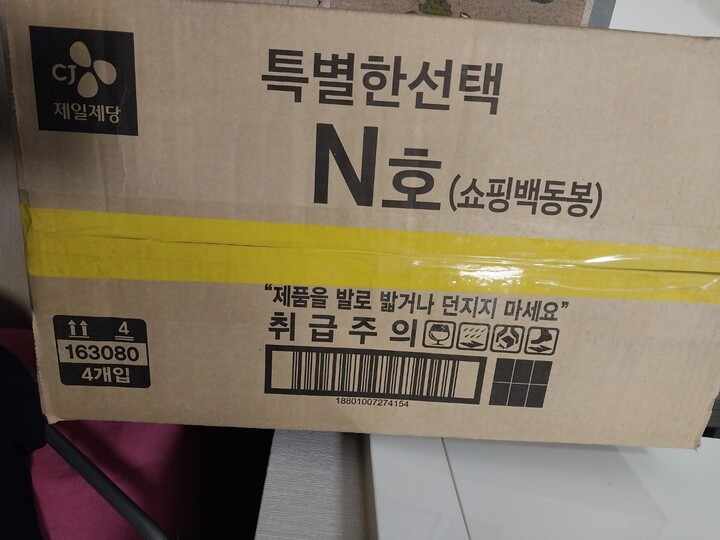 CJ
제일제당
특별한선택
N호(쇼핑백동봉)
“제품을 발로 밟거나 던지지 마세요”
취급주의
4
163080
4개입
18801007274154